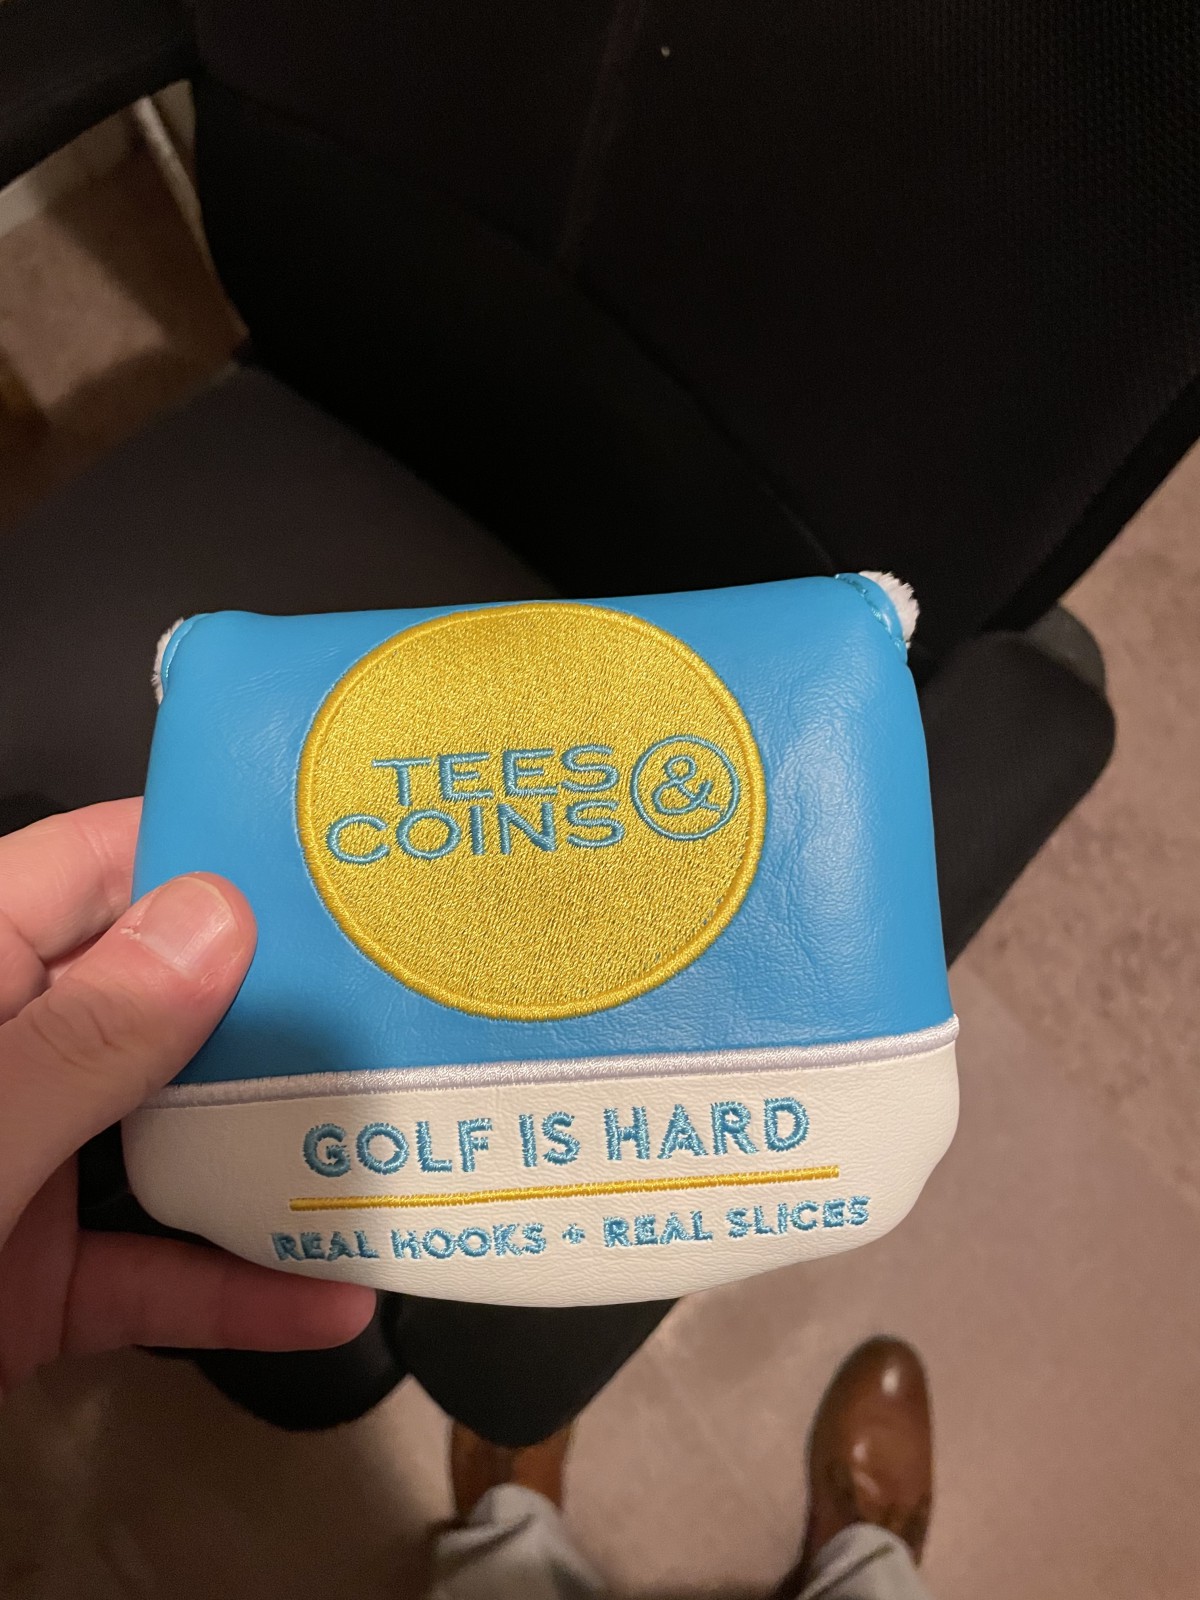 TEES &
COINS
GOLF IS HARD
REAL HOOKS + REAL SLICES